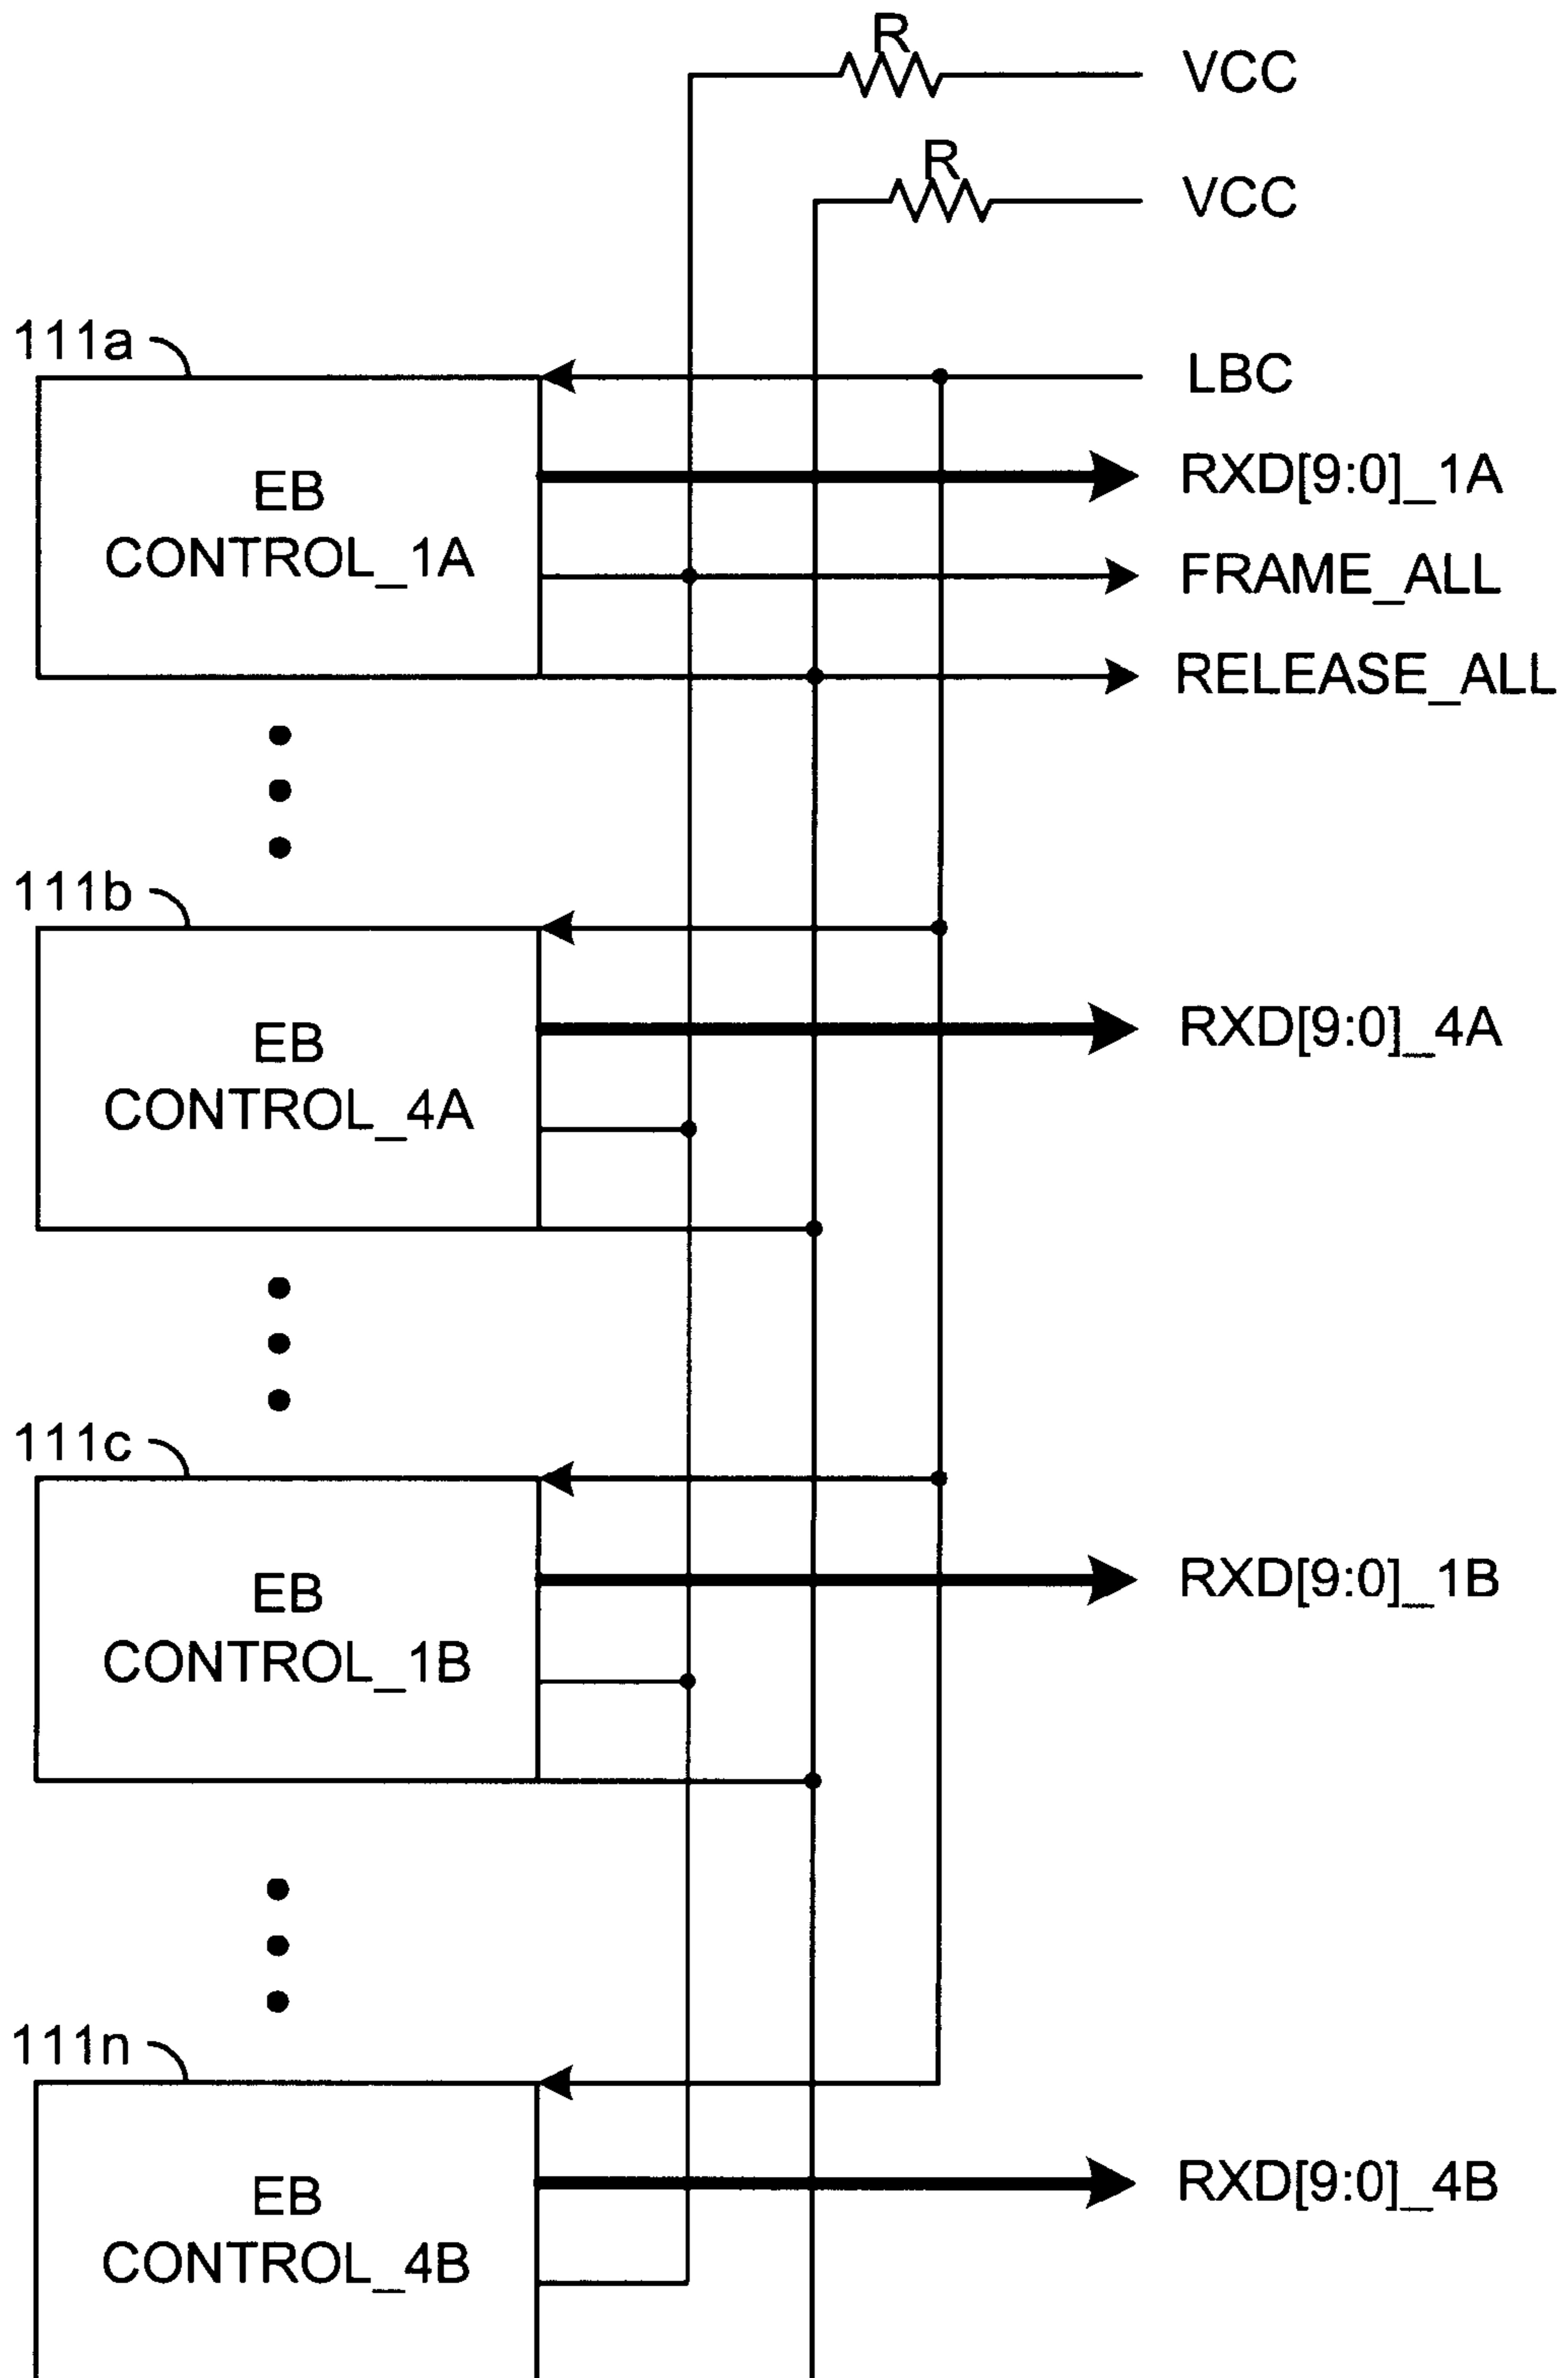 R
VCC
R
VCC
111a
LBC
RXD[9:0]_1A
EB
CONTROL_1A
FRAME_ALL
RELEASE_ALL
111b
RXD[9:0]_4A
EB
CONTROL_4A
111c
RXD[9:0]_1B
EB
CONTROL_1B
111n
RXD[9:0]_4B
EB
CONTROL_4B